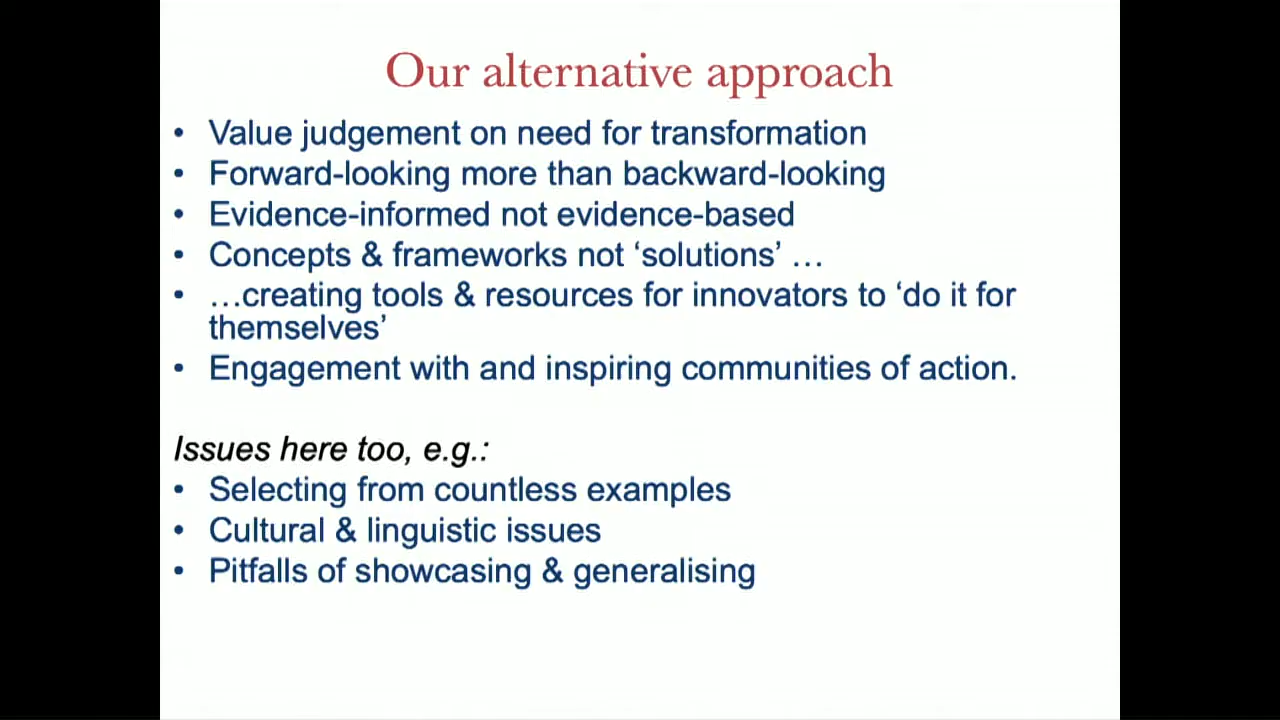 Our alternative approach
• Value judgement on need for transformation
• Forward-looking more than backward-looking
• Evidence-informed not evidence-based
• Concepts & frameworks not ‘solutions’ …
• …creating tools & resources for innovators to ‘do it for
themselves’
• Engagement with and inspiring communities of action.
Issues here too, e.g.:
• Selecting from countless examples
• Cultural & linguistic issues
• Pitfalls of showcasing & generalising